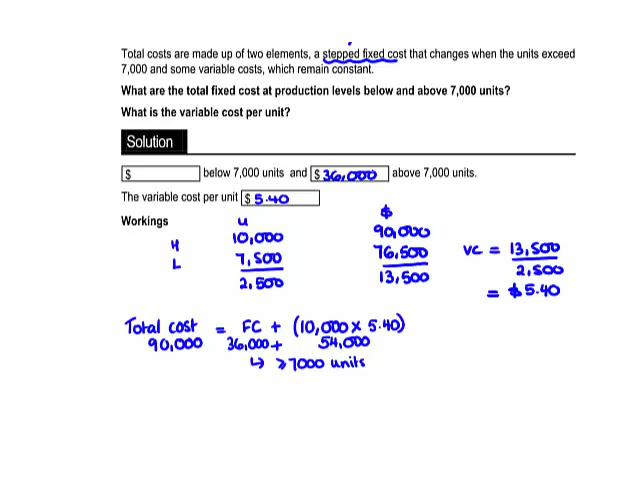 Total costs are made up of two elements, a stepped fixed cost that changes when the units exceed
7,000 and some variable costs, which remain constant.
What are the total fixed cost at production levels below and above 7,000 units?
What is the variable cost per unit?
Solution
$ below 7,000 units and $ 36,000 above 7,000 units.
The variable cost per unit $ 5.40
Workings u $
H 10,000 90,000
L 7,500 76,500 VC = 13,500
2,500 13,500 2,500
= $5.40
Total cost = FC + (10,000 x 5.40)
90,000 36,000 + 54,000
↳ ≥7000 units